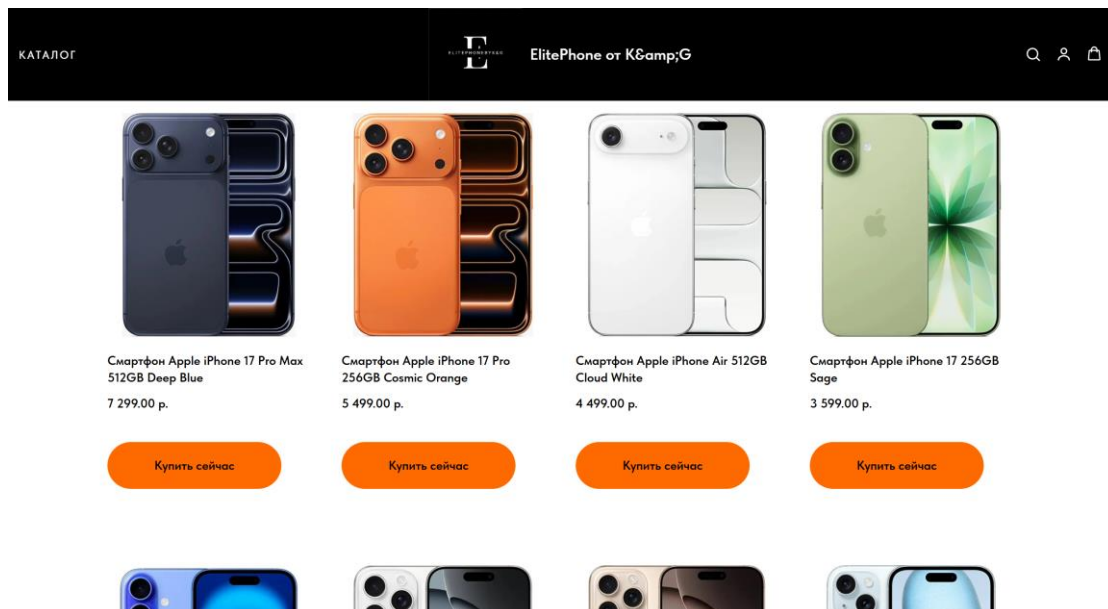 КАТАЛОГ
E
ELITEPHONEBYK&G
ElitePhone от K&amp;G
Смартфон Apple iPhone 17 Pro Max
512GB Deep Blue
7 299.00 р.
Купить сейчас
Смартфон Apple iPhone 17 Pro
256GB Cosmic Orange
5 499.00 р.
Купить сейчас
Смартфон Apple iPhone Air 512GB
Cloud White
4 499.00 р.
Купить сейчас
Смартфон Apple iPhone 17 256GB
Sage
3 599.00 р.
Купить сейчас